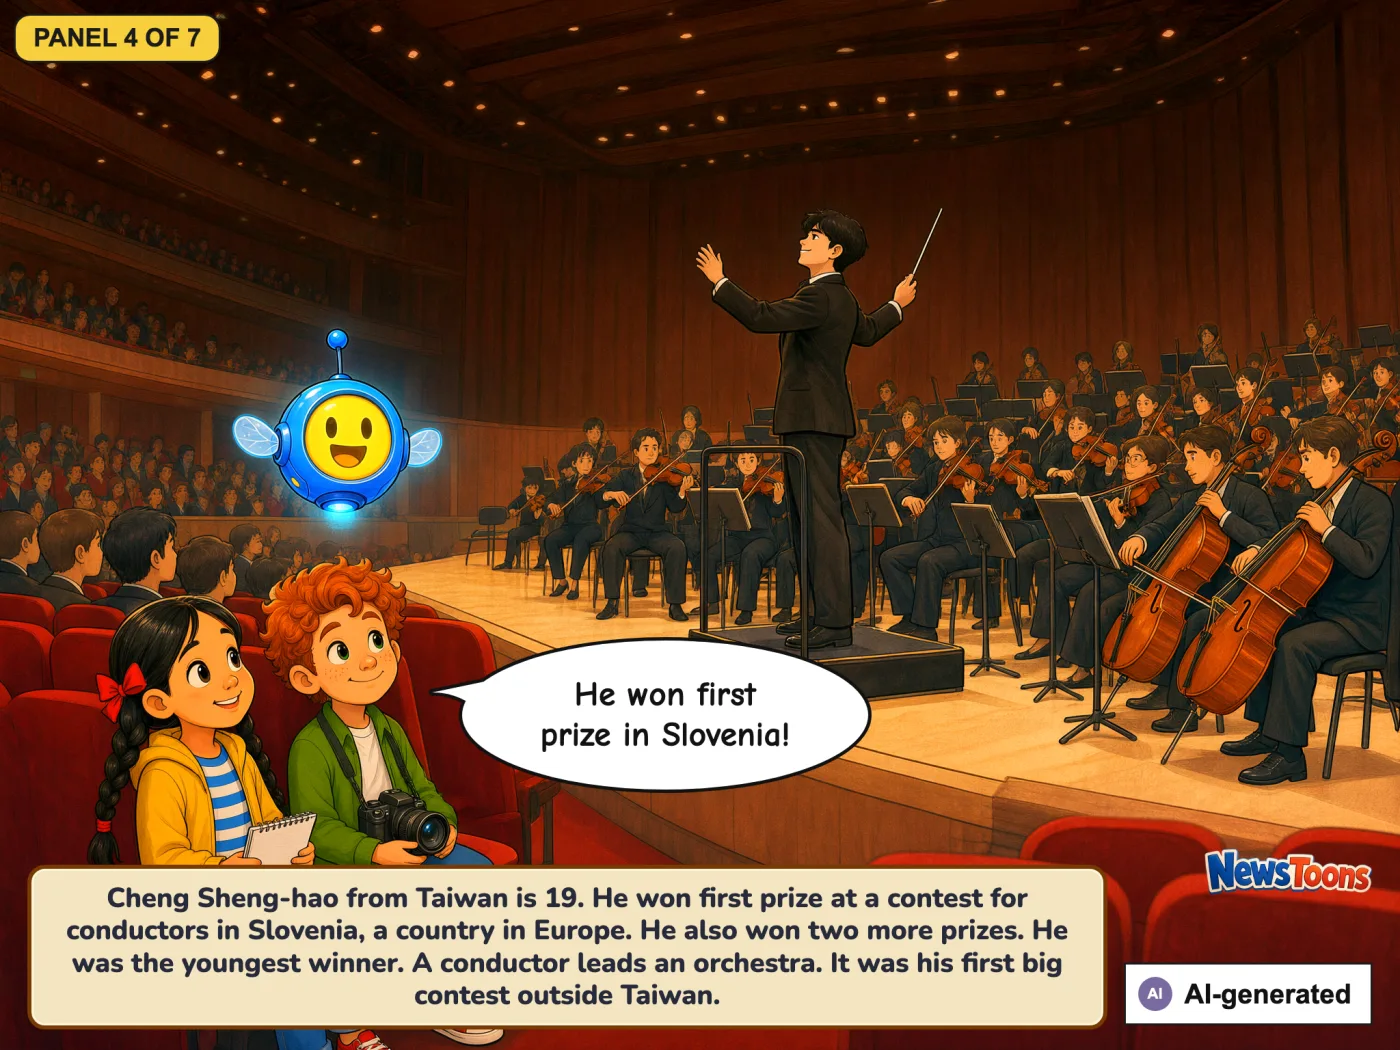 PANEL 4 OF 7
He won first
prize in Slovenia!
NewsToons
Cheng Sheng-hao from Taiwan is 19. He won first prize at a contest for
conductors in Slovenia, a country in Europe. He also won two more prizes. He
was the youngest winner. A conductor leads an orchestra. It was his first big
contest outside Taiwan.
AI AI-generated